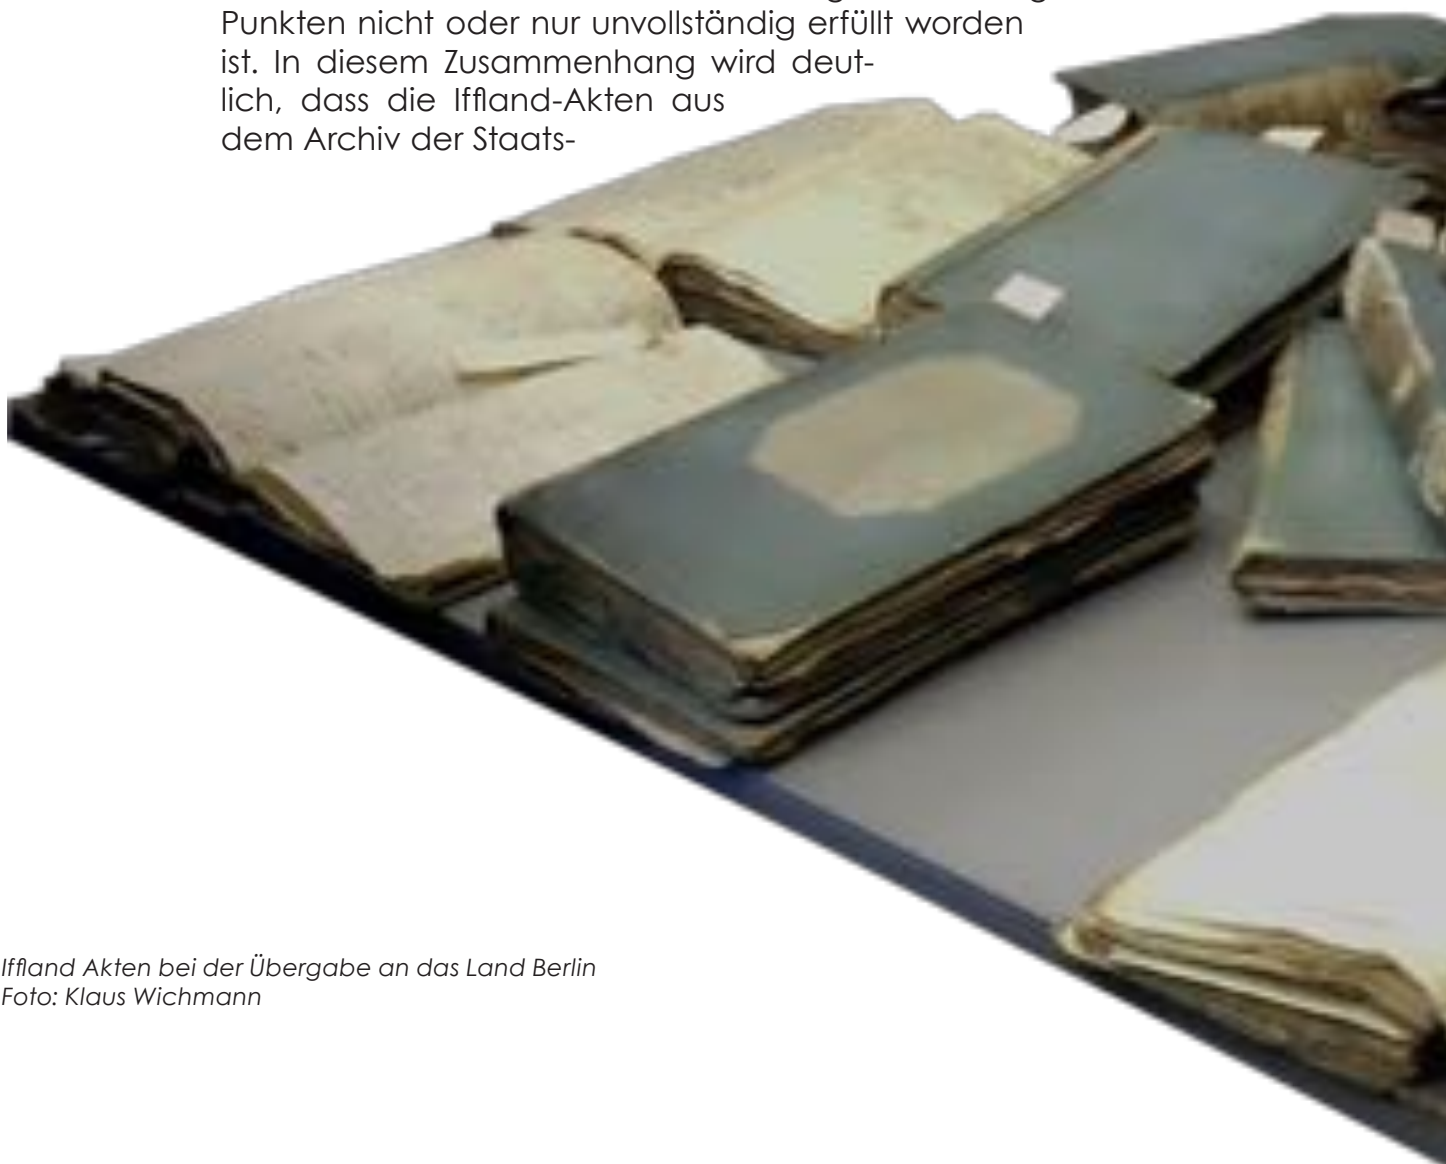 Punkten nicht oder nur unvollständig erfüllt worden
ist. In diesem Zusammenhang wird deut-
lich, dass die Iffland-Akten aus
dem Archiv der Staats-
Iffland Akten bei der Übergabe an das Land Berlin
Foto: Klaus Wichmann